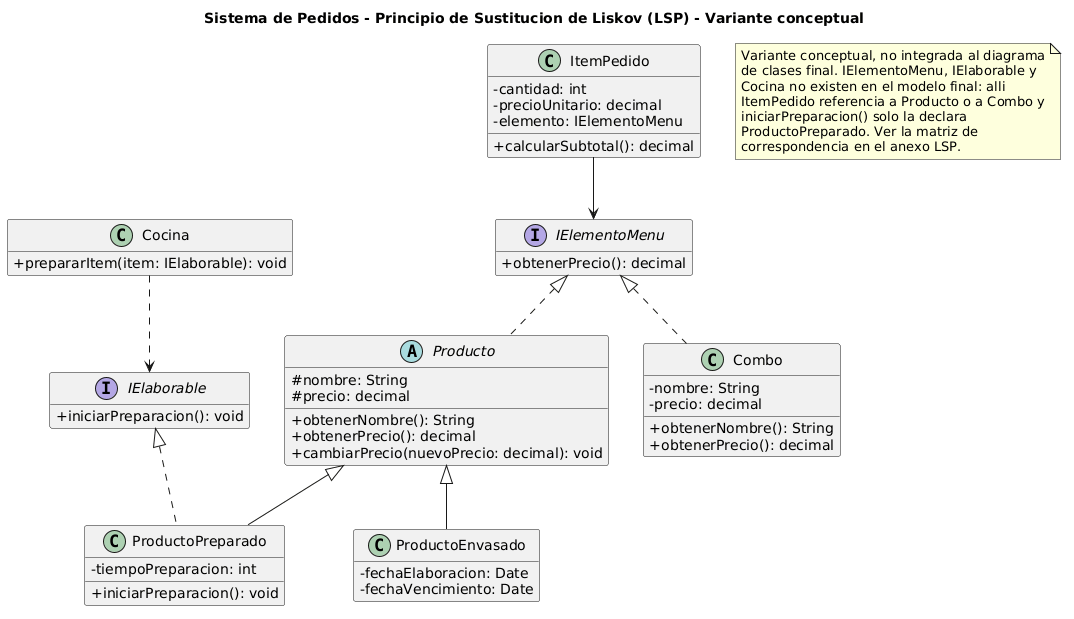 Sistema de Pedidos - Principio de Sustitucion de Liskov (LSP) - Variante conceptual
C ItemPedido
-cantidad: int
-precioUnitario: decimal
-elemento: IElementoMenu
+calcularSubtotal(): decimal
Variante conceptual, no integrada al diagrama
de clases final. IElementoMenu, IElaborable y
Cocina no existen en el modelo final: alli
ItemPedido referencia a Producto o a Combo y
iniciarPreparacion() solo la declara
ProductoPreparado. Ver la matriz de
correspondencia en el anexo LSP.
C Cocina
+prepararItem(item: IElaborable): void
I IElementoMenu
+obtenerPrecio(): decimal
I IElaborable
+iniciarPreparacion(): void
A Producto
#nombre: String
#precio: decimal
+obtenerNombre(): String
+obtenerPrecio(): decimal
+cambiarPrecio(nuevoPrecio: decimal): void
C Combo
-nombre: String
-precio: decimal
+obtenerNombre(): String
+obtenerPrecio(): decimal
C ProductoPreparado
-tiempoPreparacion: int
+iniciarPreparacion(): void
C ProductoEnvasado
-fechaElaboracion: Date
-fechaVencimiento: Date